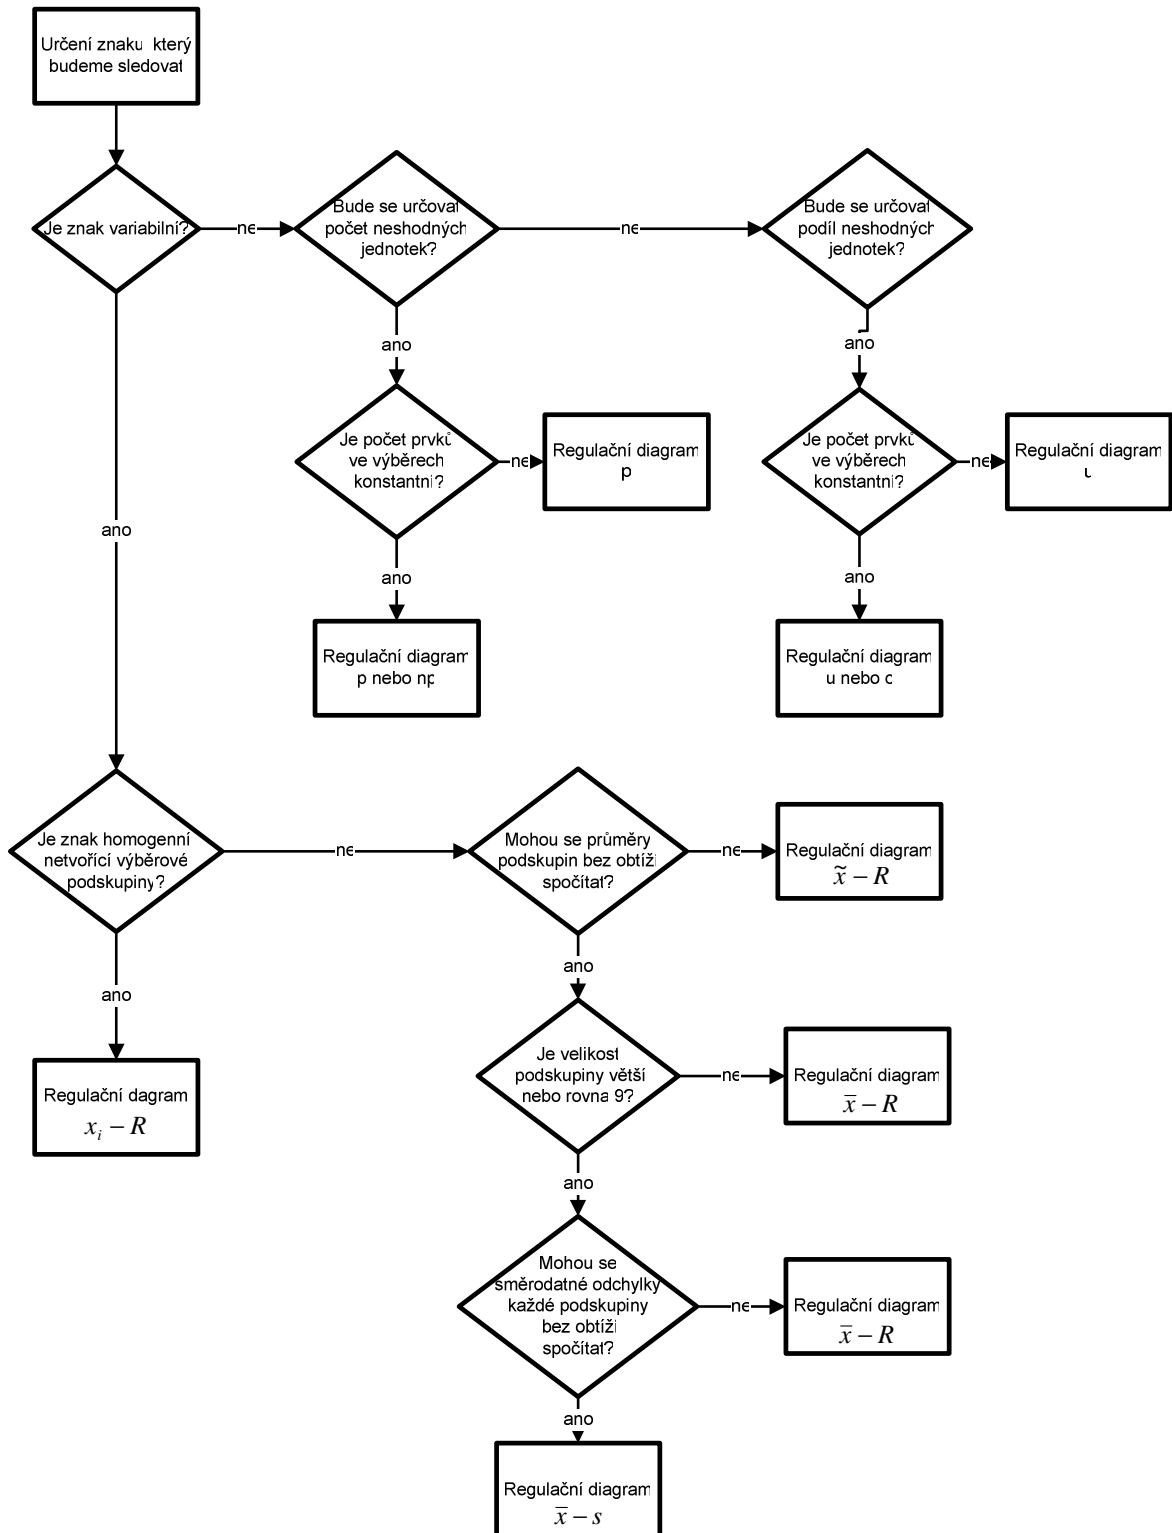 Určení znaku který
budeme sledovat
Je znak variabilní?
ne
Bude se určovat
počet neshodných
jednotek?
ne
Bude se určovat
podíl neshodných
jednotek?
ano
ano
Je počet prvků
ve výběrech
konstantní?
ne
Regulační diagram
p
Je počet prvků
ve výběrech
konstantní?
ne
Regulační diagram
u
ano
ano
ano
Regulační diagram
p nebo np
Regulační diagram
u nebo c
Je znak homogenní
netvořící výběrové
podskupiny?
ne
Mohou se průměry
podskupin bez obtíží
spočítat?
ne
Regulační diagram
x̃ – R
ano
ano
Regulační dagram
xᵢ – R
Je velikost
podskupiny větší
nebo rovna 9?
ne
Regulační diagram
x̄ – R
ano
Mohou se
směrodatné odchylky
každé podskupiny
bez obtíží
spočítat?
ne
Regulační diagram
x̄ – R
ano
Regulační diagram
x̄ – s